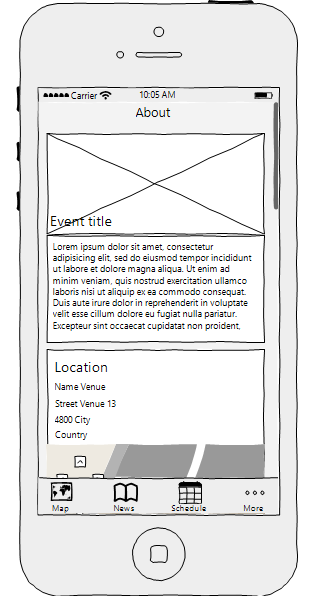 Carrier 10:05 AM
About
Event title
Lorem ipsum dolor sit amet, consectetur
adipisicing elit, sed do eiusmod tempor incididunt
ut labore et dolore magna aliqua. Ut enim ad
minim veniam, quis nostrud exercitation ullamco
laboris nisi ut aliquip ex ea commodo consequat.
Duis aute irure dolor in reprehenderit in voluptate
velit esse cillum dolore eu fugiat nulla pariatur.
Excepteur sint occaecat cupidatat non proident,
Location
Name Venue
Street Venue 13
4800 City
Country
Map News Schedule More